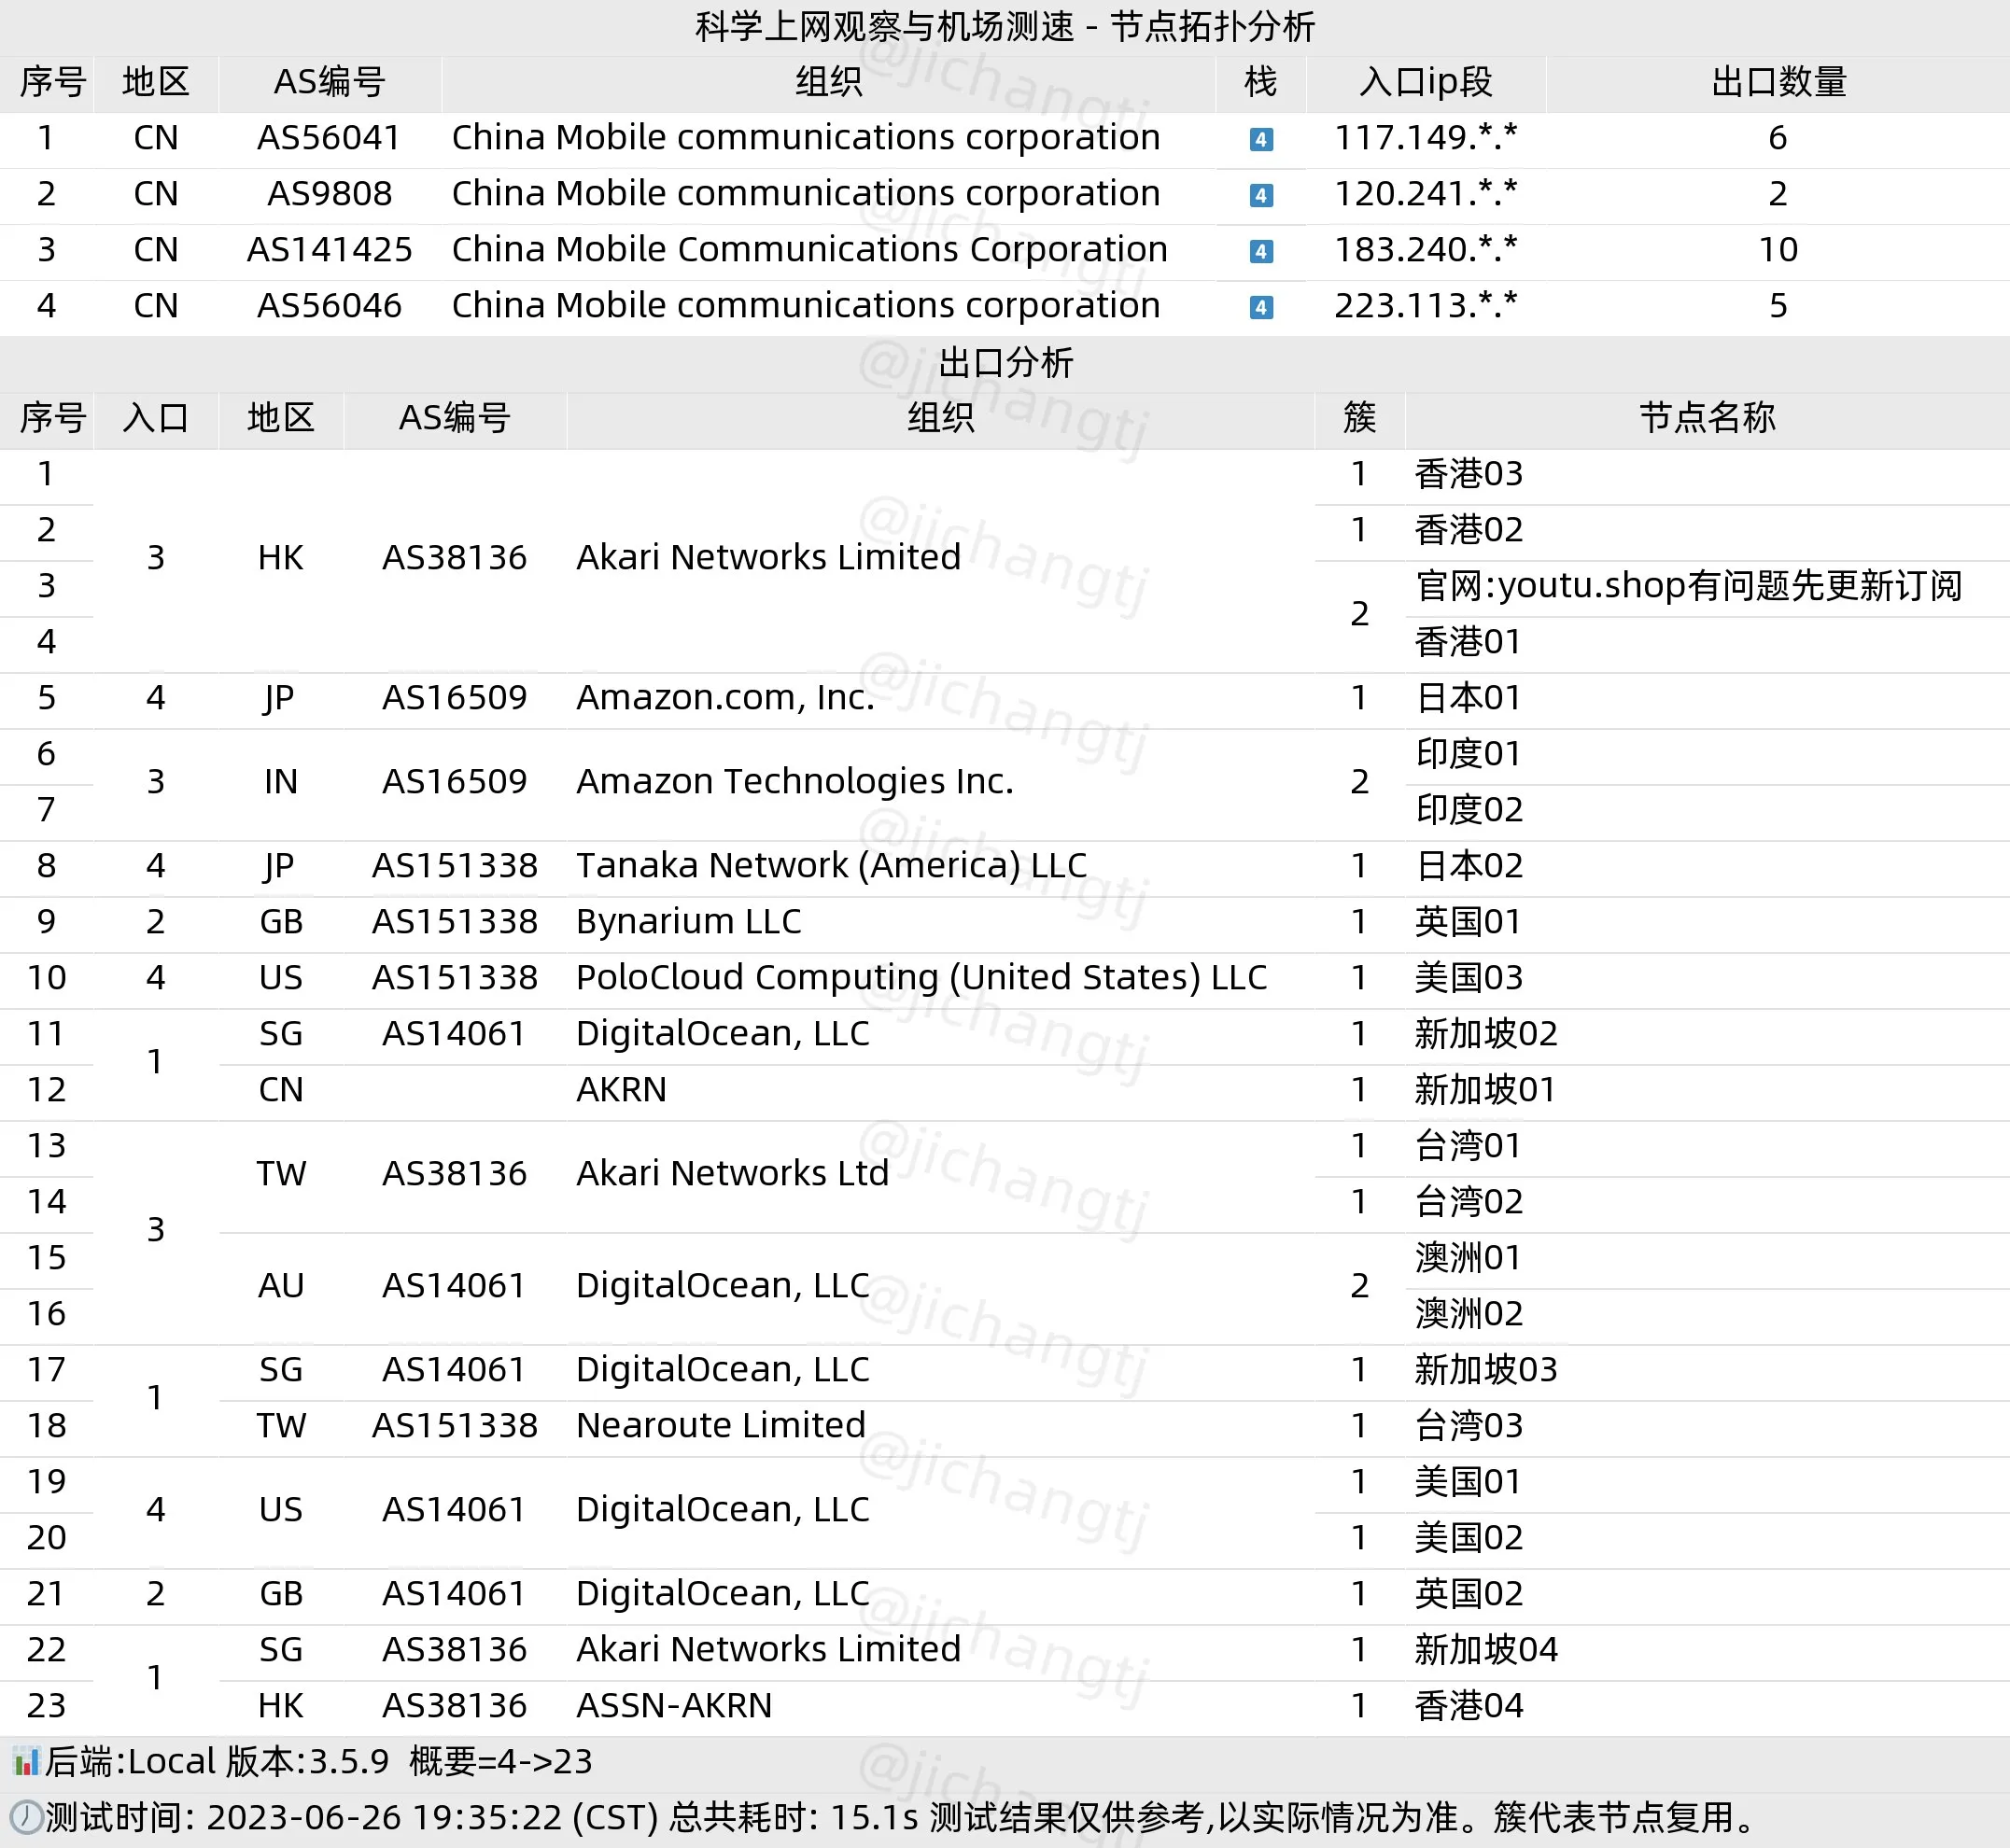 科学上网观察与机场测速 - 节点拓扑分析
序号 地区 AS编号 组织 栈 入口ip段 出口数量
1 CN AS56041 China Mobile communications corporation 4 117.149.*.* 6
2 CN AS9808 China Mobile communications corporation 4 120.241.*.* 2
3 CN AS141425 China Mobile Communications Corporation 4 183.240.*.* 10
4 CN AS56046 China Mobile communications corporation 4 223.113.*.* 5
出口分析
序号 入口 地区 AS编号 组织 簇 节点名称
1 3 HK AS38136 Akari Networks Limited 1 香港03
2 1 香港02
3 2 官网:youtu.shop有问题先更新订阅
4 香港01
5 4 JP AS16509 Amazon.com, Inc. 1 日本01
6 3 IN AS16509 Amazon Technologies Inc. 2 印度01
7 印度02
8 4 JP AS151338 Tanaka Network (America) LLC 1 日本02
9 2 GB AS151338 Bynarium LLC 1 英国01
10 4 US AS151338 PoloCloud Computing (United States) LLC 1 美国03
11 1 SG AS14061 DigitalOcean, LLC 1 新加坡02
12 CN AKRN 1 新加坡01
13 3 TW AS38136 Akari Networks Ltd 1 台湾01
14 1 台湾02
15 AU AS14061 DigitalOcean, LLC 2 澳洲01
16 澳洲02
17 1 SG AS14061 DigitalOcean, LLC 1 新加坡03
18 TW AS151338 Nearoute Limited 1 台湾03
19 4 US AS14061 DigitalOcean, LLC 1 美国01
20 1 美国02
21 2 GB AS14061 DigitalOcean, LLC 1 英国02
22 1 SG AS38136 Akari Networks Limited 1 新加坡04
23 HK AS38136 ASSN-AKRN 1 香港04
后端:Local 版本:3.5.9 概要=4->23
测试时间: 2023-06-26 19:35:22 (CST) 总共耗时: 15.1s 测试结果仅供参考,以实际情况为准。簇代表节点复用。
@jichangtj
@jichangtj
@jichangtj
@jichangtj
@jichangtj
@jichangtj
@jichangtj
@jichangtj
@jichangtj
@jichangtj
@jichangtj
@jichangtj